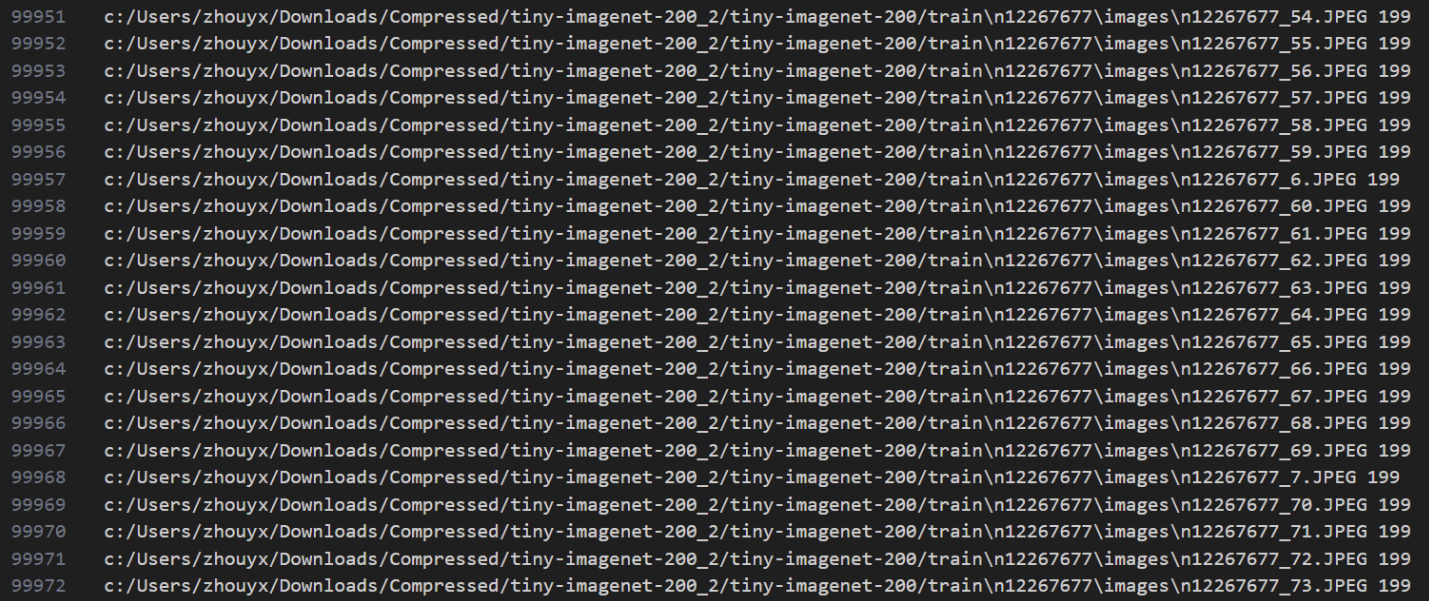 99951 c:/Users/zhouyx/Downloads/Compressed/tiny-imagenet-200_2/tiny-imagenet-200/train\n12267677\images\n12267677_54.JPEG 199
99952 c:/Users/zhouyx/Downloads/Compressed/tiny-imagenet-200_2/tiny-imagenet-200/train\n12267677\images\n12267677_55.JPEG 199
99953 c:/Users/zhouyx/Downloads/Compressed/tiny-imagenet-200_2/tiny-imagenet-200/train\n12267677\images\n12267677_56.JPEG 199
99954 c:/Users/zhouyx/Downloads/Compressed/tiny-imagenet-200_2/tiny-imagenet-200/train\n12267677\images\n12267677_57.JPEG 199
99955 c:/Users/zhouyx/Downloads/Compressed/tiny-imagenet-200_2/tiny-imagenet-200/train\n12267677\images\n12267677_58.JPEG 199
99956 c:/Users/zhouyx/Downloads/Compressed/tiny-imagenet-200_2/tiny-imagenet-200/train\n12267677\images\n12267677_59.JPEG 199
99957 c:/Users/zhouyx/Downloads/Compressed/tiny-imagenet-200_2/tiny-imagenet-200/train\n12267677\images\n12267677_6.JPEG 199
99958 c:/Users/zhouyx/Downloads/Compressed/tiny-imagenet-200_2/tiny-imagenet-200/train\n12267677\images\n12267677_60.JPEG 199
99959 c:/Users/zhouyx/Downloads/Compressed/tiny-imagenet-200_2/tiny-imagenet-200/train\n12267677\images\n12267677_61.JPEG 199
99960 c:/Users/zhouyx/Downloads/Compressed/tiny-imagenet-200_2/tiny-imagenet-200/train\n12267677\images\n12267677_62.JPEG 199
99961 c:/Users/zhouyx/Downloads/Compressed/tiny-imagenet-200_2/tiny-imagenet-200/train\n12267677\images\n12267677_63.JPEG 199
99962 c:/Users/zhouyx/Downloads/Compressed/tiny-imagenet-200_2/tiny-imagenet-200/train\n12267677\images\n12267677_64.JPEG 199
99963 c:/Users/zhouyx/Downloads/Compressed/tiny-imagenet-200_2/tiny-imagenet-200/train\n12267677\images\n12267677_65.JPEG 199
99964 c:/Users/zhouyx/Downloads/Compressed/tiny-imagenet-200_2/tiny-imagenet-200/train\n12267677\images\n12267677_66.JPEG 199
99965 c:/Users/zhouyx/Downloads/Compressed/tiny-imagenet-200_2/tiny-imagenet-200/train\n12267677\images\n12267677_67.JPEG 199
99966 c:/Users/zhouyx/Downloads/Compressed/tiny-imagenet-200_2/tiny-imagenet-200/train\n12267677\images\n12267677_68.JPEG 199
99967 c:/Users/zhouyx/Downloads/Compressed/tiny-imagenet-200_2/tiny-imagenet-200/train\n12267677\images\n12267677_69.JPEG 199
99968 c:/Users/zhouyx/Downloads/Compressed/tiny-imagenet-200_2/tiny-imagenet-200/train\n12267677\images\n12267677_7.JPEG 199
99969 c:/Users/zhouyx/Downloads/Compressed/tiny-imagenet-200_2/tiny-imagenet-200/train\n12267677\images\n12267677_70.JPEG 199
99970 c:/Users/zhouyx/Downloads/Compressed/tiny-imagenet-200_2/tiny-imagenet-200/train\n12267677\images\n12267677_71.JPEG 199
99971 c:/Users/zhouyx/Downloads/Compressed/tiny-imagenet-200_2/tiny-imagenet-200/train\n12267677\images\n12267677_72.JPEG 199
99972 c:/Users/zhouyx/Downloads/Compressed/tiny-imagenet-200_2/tiny-imagenet-200/train\n12267677\images\n12267677_73.JPEG 199